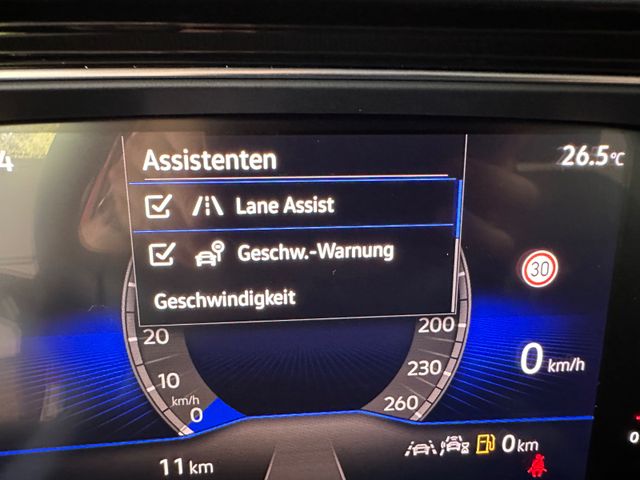 4
Assistenten
26.5°C
Lane Assist
Geschw.-Warnung
30
Geschwindigkeit
20
200
0 km/h
10
230
km/h
0
260
0 km
11 km
0